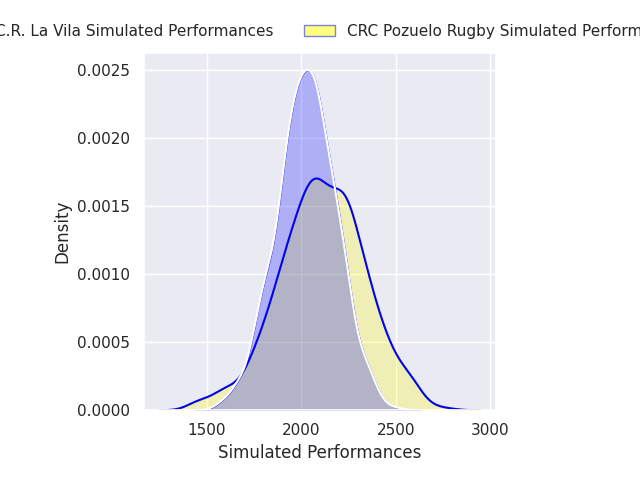 C.R. La Vila Simulated Performances
CRC Pozuelo Rugby Simulated Perform
0.0025
0.0020
0.0015
0.0010
0.0005
0.0000
Density
1500 2000 2500 3000
Simulated Performances